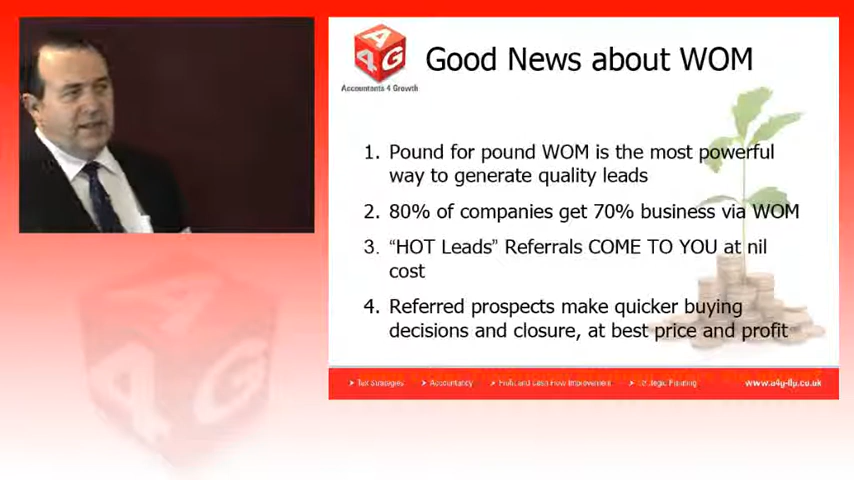 A4G
Accountants 4 Growth
Good News about WOM
1. Pound for pound WOM is the most powerful
way to generate quality leads
2. 80% of companies get 70% business via WOM
3. “HOT Leads” Referrals COME TO YOU at nil
cost
4. Referred prospects make quicker buying
decisions and closure, at best price and profit
Tax Strategies
Accountancy
Profit and Cash Flow Improvement
Strategic Funding
www.a4g-llp.co.uk
A4G